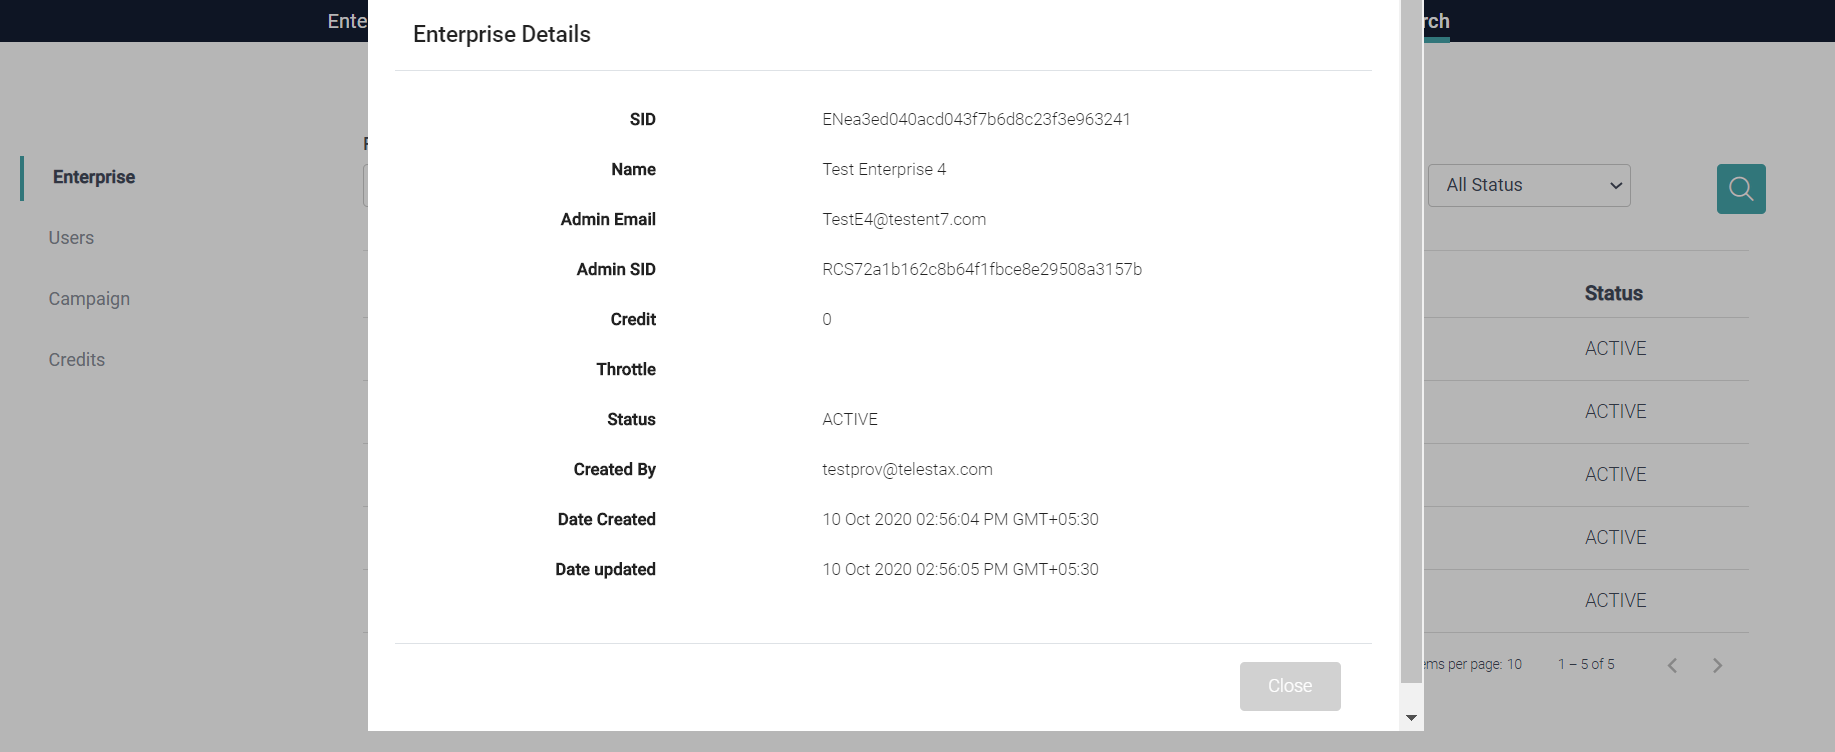 Enterprise Details
SID ENea3ed040acd043f7b6d8c23f3e963241
Name Test Enterprise 4
Admin Email TestE4@testent7.com
Admin SID RCS72a1b162c8b64f1fbce8e29508a3157b
Credit 0
Throttle
Status ACTIVE
Created By testprov@telestax.com
Date Created 10 Oct 2020 02:56:04 PM GMT+05:30
Date updated 10 Oct 2020 02:56:05 PM GMT+05:30
Close
Enterprise
Users
Campaign
Credits
All Status
Status
ACTIVE
ACTIVE
ACTIVE
ACTIVE
ACTIVE
per page: 10 1 – 5 of 5